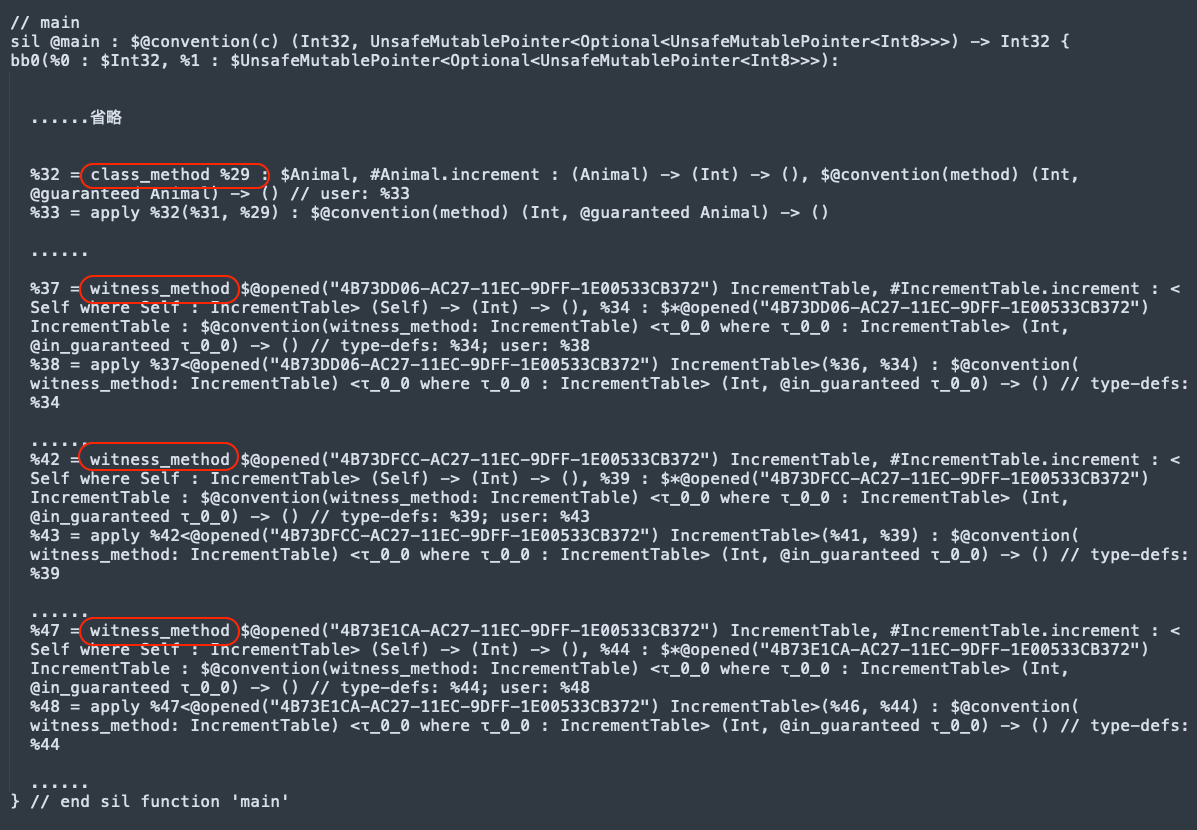 // main
sil @main : $@convention(c) (Int32, UnsafeMutablePointer<Optional<UnsafeMutablePointer<Int8>>>) -> Int32 {
bb0(%0 : $Int32, %1 : $UnsafeMutablePointer<Optional<UnsafeMutablePointer<Int8>>>):
......省略
%32 = class_method %29 : $Animal, #Animal.increment : (Animal) -> (Int) -> (), $@convention(method) (Int,
@guaranteed Animal) -> () // user: %33
%33 = apply %32(%31, %29) : $@convention(method) (Int, @guaranteed Animal) -> ()
......
%37 = witness_method $@opened("4B73DD06-AC27-11EC-9DFF-1E00533CB372") IncrementTable, #IncrementTable.increment : <
Self where Self : IncrementTable> (Self) -> (Int) -> (), %34 : $*@opened("4B73DD06-AC27-11EC-9DFF-1E00533CB372")
IncrementTable : $@convention(witness_method: IncrementTable) <τ_0_0 where τ_0_0 : IncrementTable> (Int,
@in_guaranteed τ_0_0) -> () // type-defs: %34; user: %38
%38 = apply %37<@opened("4B73DD06-AC27-11EC-9DFF-1E00533CB372") IncrementTable>(%36, %34) : $@convention(
witness_method: IncrementTable) <τ_0_0 where τ_0_0 : IncrementTable> (Int, @in_guaranteed τ_0_0) -> () // type-defs:
%34
......
%42 = witness_method $@opened("4B73DFCC-AC27-11EC-9DFF-1E00533CB372") IncrementTable, #IncrementTable.increment : <
Self where Self : IncrementTable> (Self) -> (Int) -> (), %39 : $*@opened("4B73DFCC-AC27-11EC-9DFF-1E00533CB372")
IncrementTable : $@convention(witness_method: IncrementTable) <τ_0_0 where τ_0_0 : IncrementTable> (Int,
@in_guaranteed τ_0_0) -> () // type-defs: %39; user: %43
%43 = apply %42<@opened("4B73DFCC-AC27-11EC-9DFF-1E00533CB372") IncrementTable>(%41, %39) : $@convention(
witness_method: IncrementTable) <τ_0_0 where τ_0_0 : IncrementTable> (Int, @in_guaranteed τ_0_0) -> () // type-defs:
%39
......
%47 = witness_method $@opened("4B73E1CA-AC27-11EC-9DFF-1E00533CB372") IncrementTable, #IncrementTable.increment : <
Self where Self : IncrementTable> (Self) -> (Int) -> (), %44 : $*@opened("4B73E1CA-AC27-11EC-9DFF-1E00533CB372")
IncrementTable : $@convention(witness_method: IncrementTable) <τ_0_0 where τ_0_0 : IncrementTable> (Int,
@in_guaranteed τ_0_0) -> () // type-defs: %44; user: %48
%48 = apply %47<@opened("4B73E1CA-AC27-11EC-9DFF-1E00533CB372") IncrementTable>(%46, %44) : $@convention(
witness_method: IncrementTable) <τ_0_0 where τ_0_0 : IncrementTable> (Int, @in_guaranteed τ_0_0) -> () // type-defs:
%44
......
} // end sil function 'main'